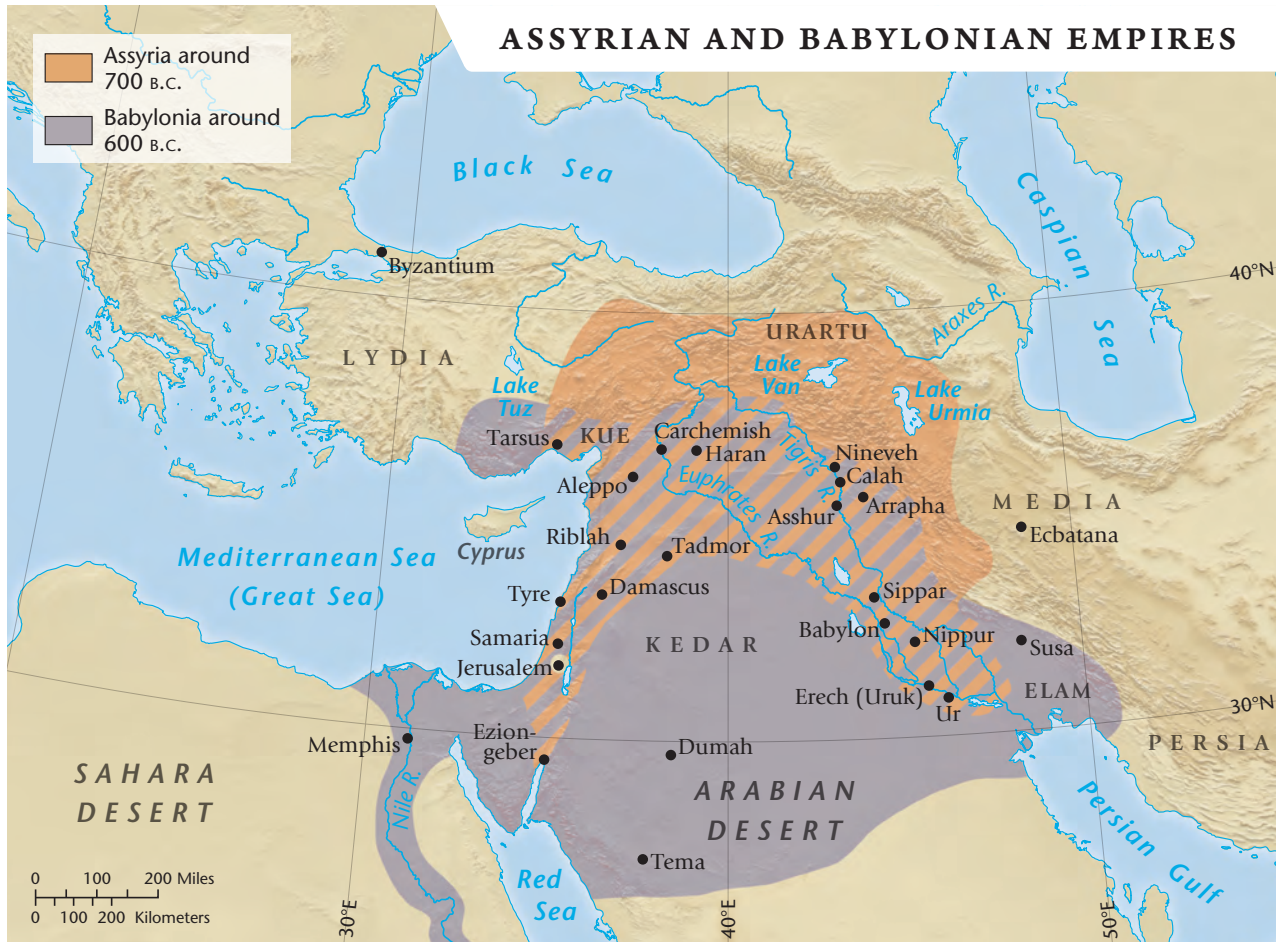 ASSYRIAN AND BABYLONIAN EMPIRES
Assyria around
700 B.C.
Babylonia around
600 B.C.
Black Sea
Caspian
Sea
Byzantium
40°N
Araxes R.
URARTU
LYDIA
Lake
Van
Lake
Tuz
Lake
Urmia
Tarsus
KUE
Carchemish
Haran
Tigris R.
Nineveh
Calah
Aleppo
Euphrates R.
Arrapha
Asshur
MEDIA
Ecbatana
Riblah
Tadmor
Cyprus
Mediterranean Sea
(Great Sea)
Tyre
Damascus
Sippar
Samaria
KEDAR
Babylon
Nippur
Susa
Jerusalem
Erech (Uruk)
Ur
ELAM
30°N
Memphis
Ezion-
geber
Dumah
PERSIA
SAHARA
DESERT
Nile R.
ARABIAN
DESERT
Persian Gulf
Tema
Red
Sea
0 100 200 Miles
0 100 200 Kilometers
30°E
40°E
50°E